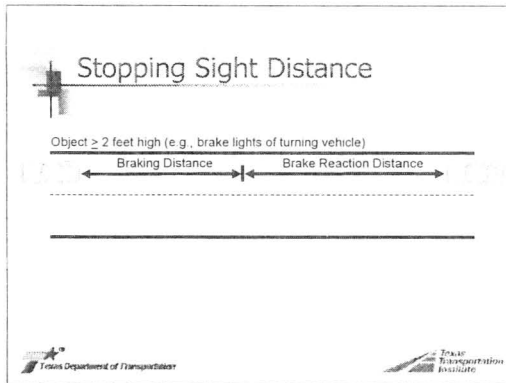 Stopping Sight Distance
Object ≥ 2 feet high (e.g., brake lights of turning vehicle)
Braking Distance Brake Reaction Distance
Texas Department of Transportation
Texas
Transportation
Institute